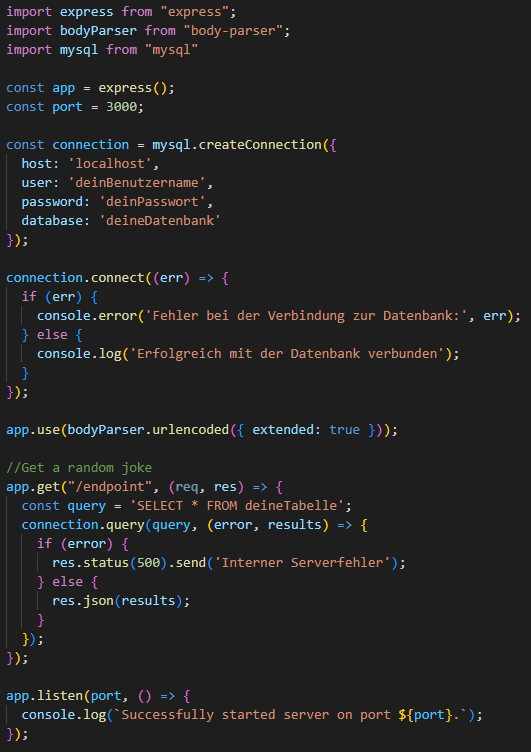 import express from "express";
import bodyParser from "body-parser";
import mysql from "mysql"

const app = express();
const port = 3000;

const connection = mysql.createConnection({
  host: 'localhost',
  user: 'deinBenutzername',
  password: 'deinPasswort',
  database: 'deineDatenbank'
});

connection.connect((err) => {
  if (err) {
    console.error('Fehler bei der Verbindung zur Datenbank:', err);
  } else {
    console.log('Erfolgreich mit der Datenbank verbunden');
  }
});

app.use(bodyParser.urlencoded({ extended: true }));

//Get a random joke
app.get("/endpoint", (req, res) => {
  const query = 'SELECT * FROM deineTabelle';
  connection.query(query, (error, results) => {
    if (error) {
      res.status(500).send('Interner Serverfehler');
    } else {
      res.json(results);
    }
  });
});

app.listen(port, () => {
  console.log(`Successfully started server on port ${port}.`);
});